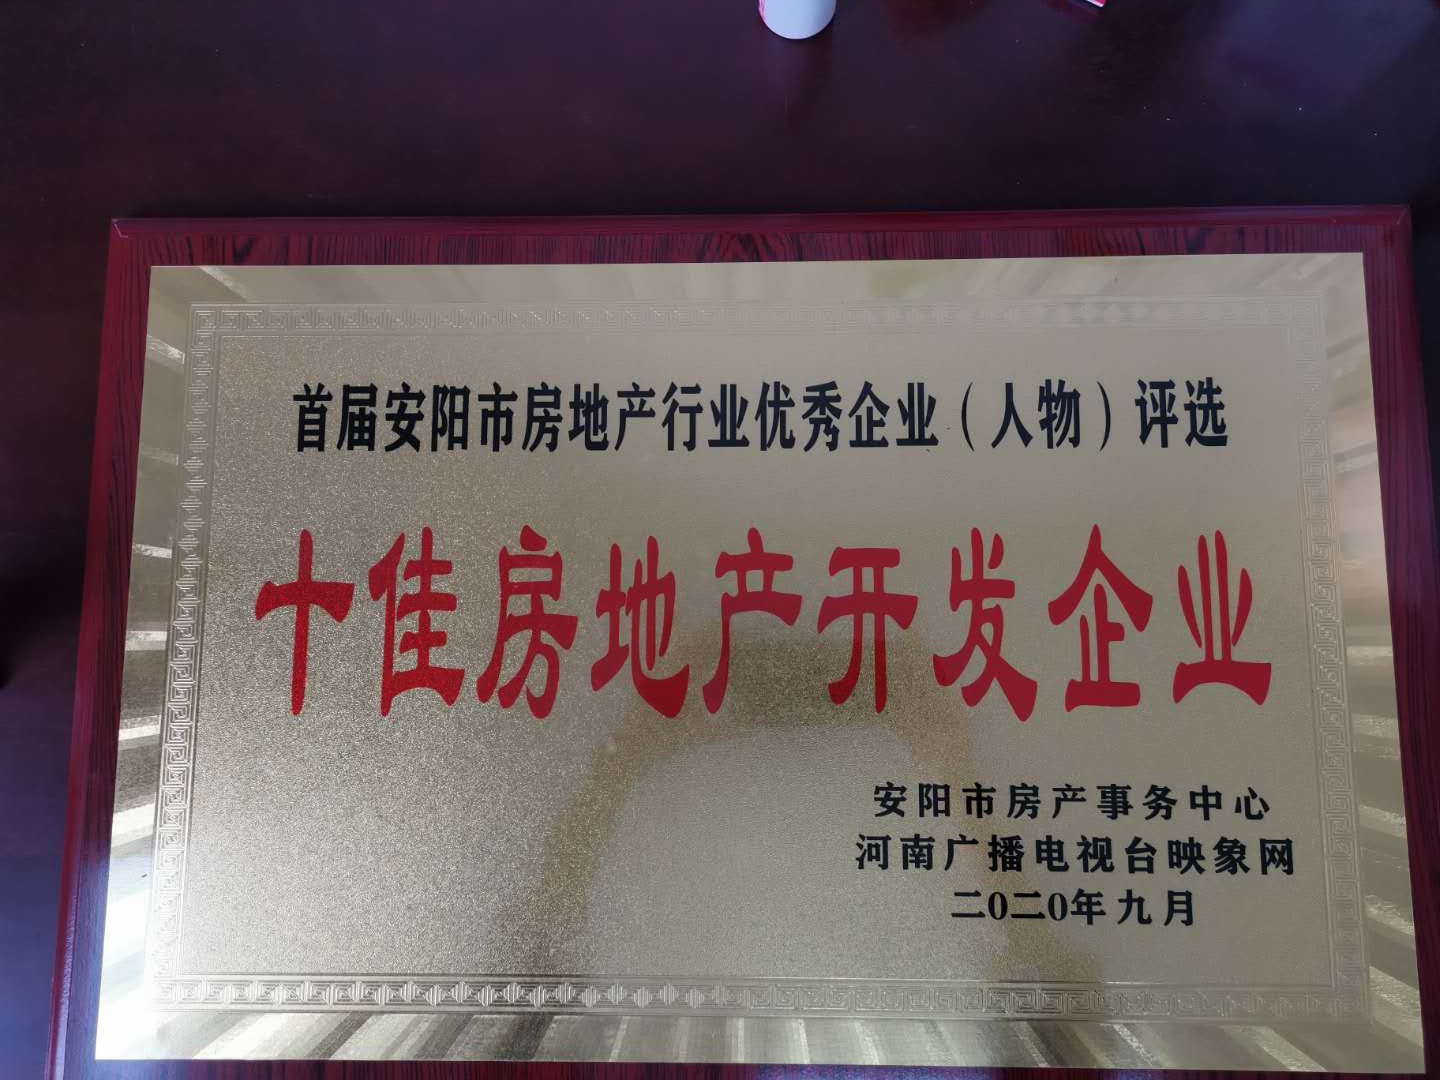 首届安阳市房地产行业优秀企业（人物）评选
十佳房地产开发企业
安阳市房产事务中心
河南广播电视台映象网
二0二0年九月